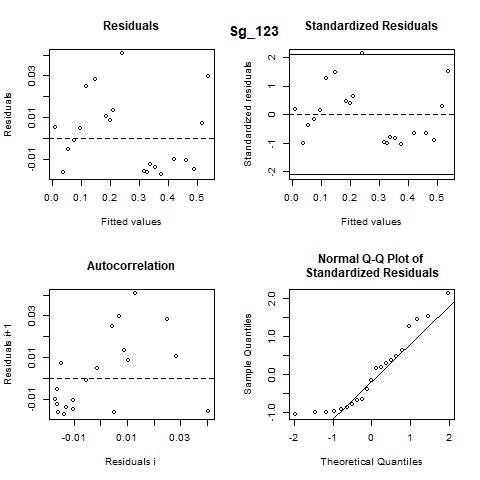 Sg_123
Residuals
Residuals
-0.01
0.01
0.03
0.0
0.1
0.2
0.3
0.4
0.5
Fitted values
Standardized Residuals
Standardized residuals
-2
-1
0
1
2
0.0
0.1
0.2
0.3
0.4
0.5
Fitted values
Autocorrelation
Residuals i+1
-0.01
0.01
0.03
-0.01
0.01
0.03
Residuals i
Normal Q-Q Plot of
Standardized Residuals
Sample Quantiles
-1.0
0.0
1.0
2.0
-2
-1
0
1
2
Theoretical Quantiles